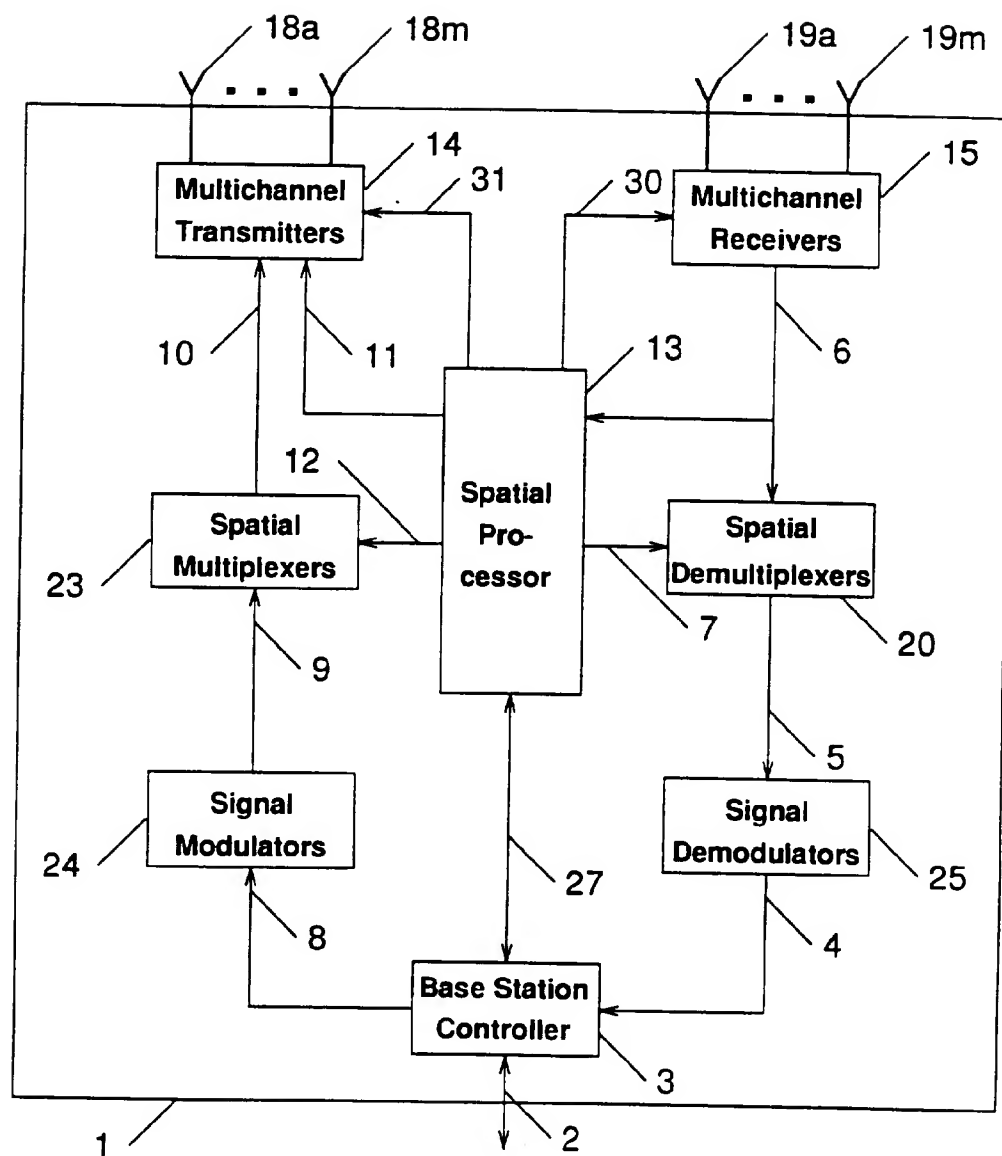 18a
18m
19a
19m
14
31
30
15
Multichannel
Transmitters
Multichannel
Receivers
10
11
13
6
12
Spatial
Pro-
cessor
Spatial
Multiplexers
Spatial
Demultiplexers
23
7
20
9
5
Signal
Modulators
Signal
Demodulators
24
27
25
8
4
Base Station
Controller
3
1
2